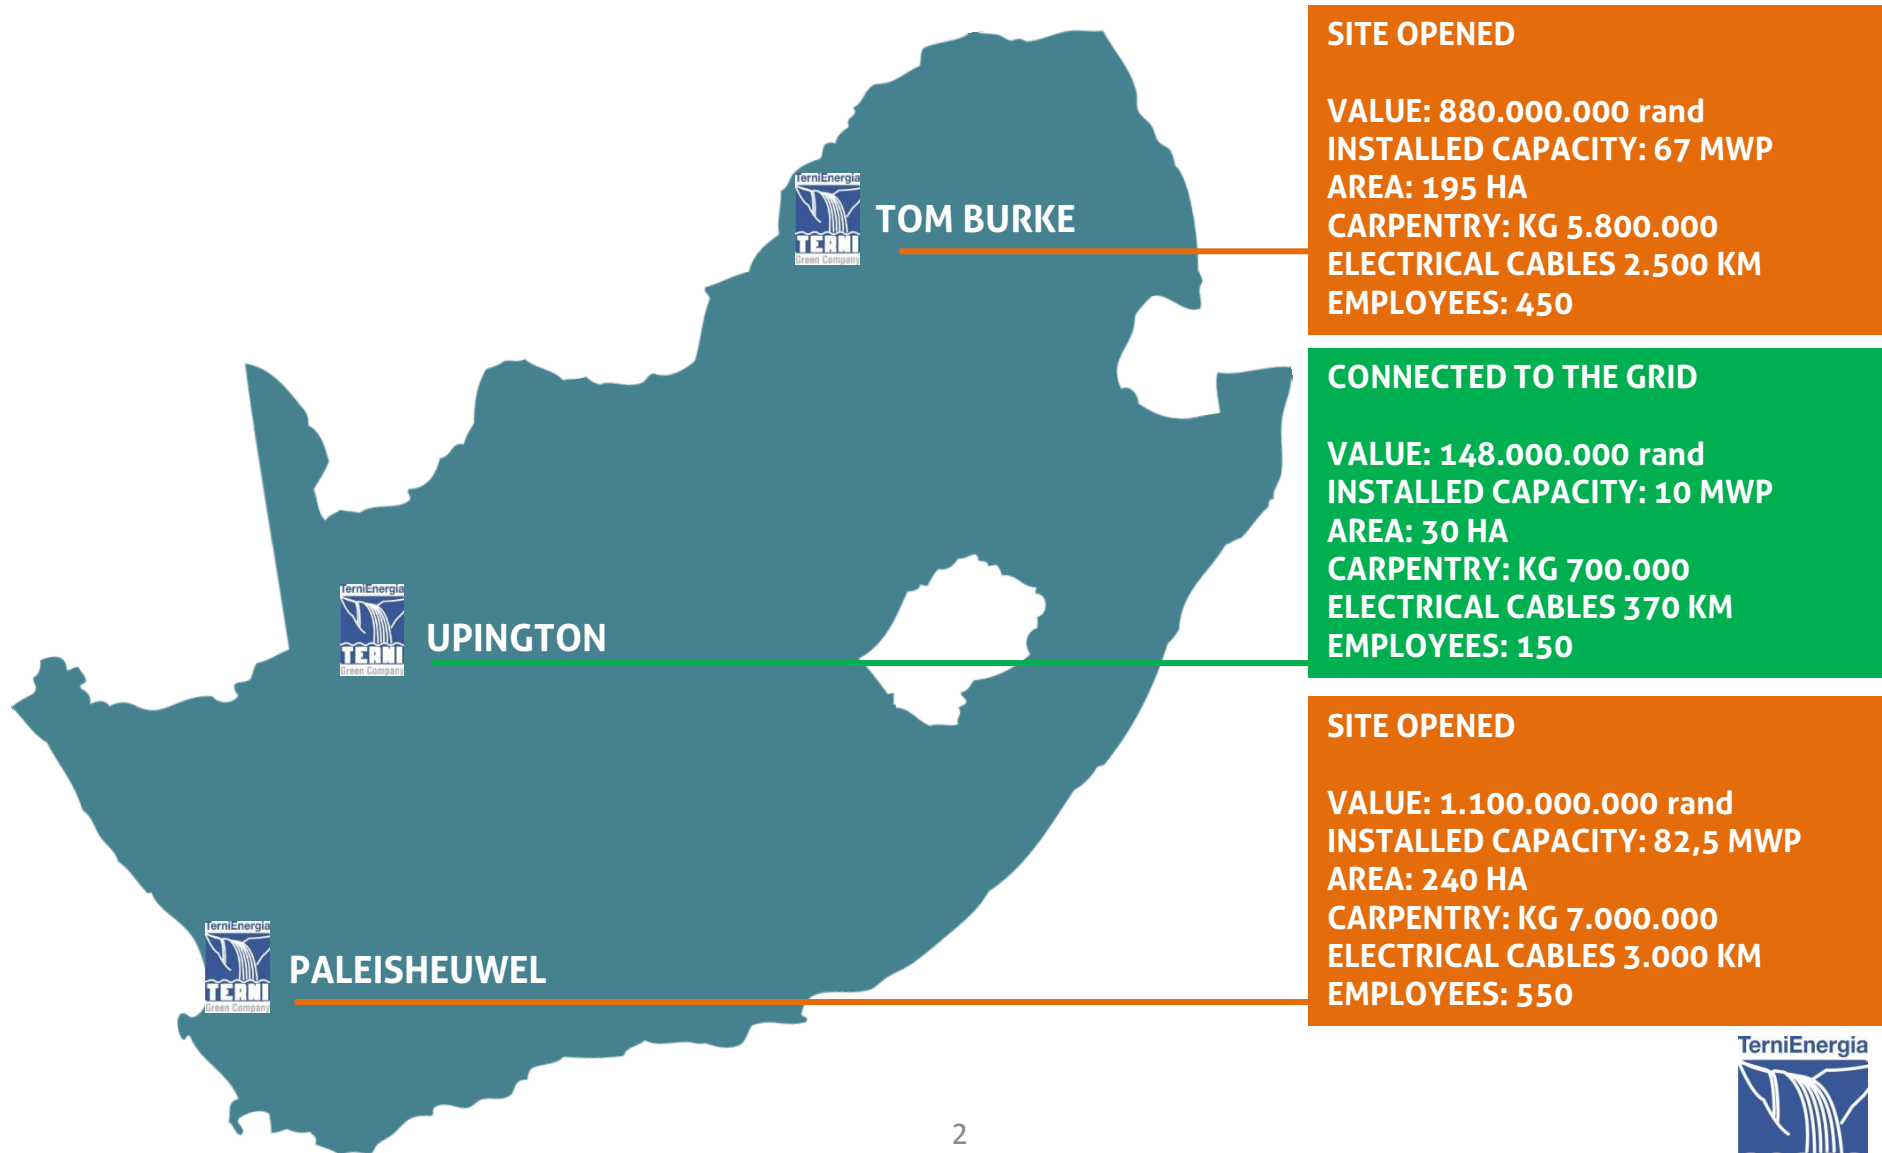 SITE OPENED
VALUE: 880.000.000 rand
INSTALLED CAPACITY: 67 MWP
AREA: 195 HA
CARPENTRY: KG 5.800.000
ELECTRICAL CABLES 2.500 KM
EMPLOYEES: 450
TerniEnergia
TERNI
Green Company
TOM BURKE
CONNECTED TO THE GRID
VALUE: 148.000.000 rand
INSTALLED CAPACITY: 10 MWP
AREA: 30 HA
CARPENTRY: KG 700.000
ELECTRICAL CABLES 370 KM
EMPLOYEES: 150
TerniEnergia
TERNI
Green Company
UPINGTON
SITE OPENED
VALUE: 1.100.000.000 rand
INSTALLED CAPACITY: 82,5 MWP
AREA: 240 HA
CARPENTRY: KG 7.000.000
ELECTRICAL CABLES 3.000 KM
EMPLOYEES: 550
TerniEnergia
TERNI
Green Company
PALEISHEUWEL
TerniEnergia
2